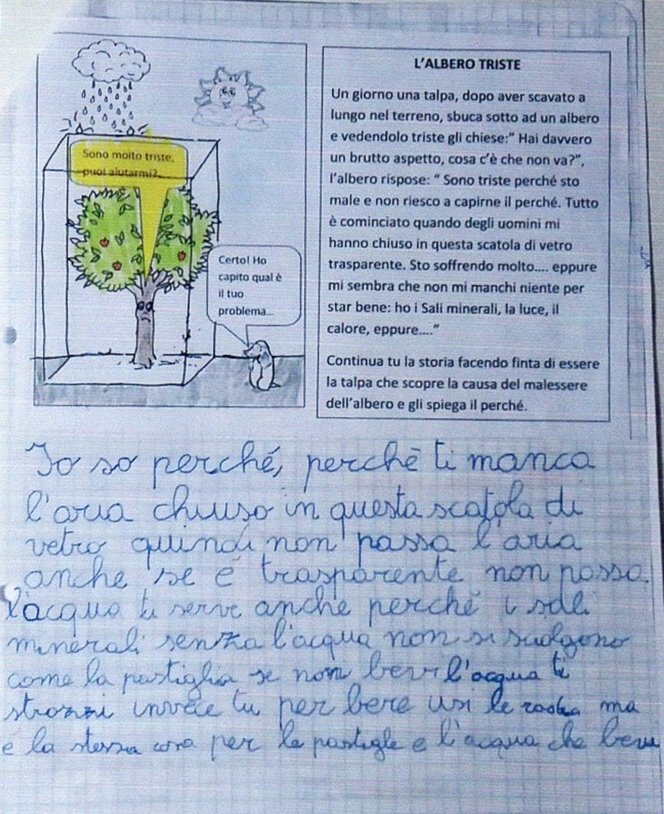 Sono molto triste,
puoi aiutarmi?.
Certo! Ho
capito qual è
il tuo
problema...
L'ALBERO TRISTE
Un giorno una talpa, dopo aver scavato a
lungo nel terreno, sbuca sotto ad un albero
e vedendolo triste gli chiese:" Hai davvero
un brutto aspetto, cosa c'è che non va?",
l'albero rispose: " Sono triste perché sto
male e non riesco a capirne il perché. Tutto
è cominciato quando degli uomini mi
hanno chiuso in questa scatola di vetro
trasparente. Sto soffrendo molto.... eppure
mi sembra che non mi manchi niente per
star bene: ho i Sali minerali, la luce, il
calore, eppure...."
Continua tu la storia facendo finta di essere
la talpa che scopre la causa del malessere
dell'albero e gli spiega il perché.
Io so perché, perché ti manca
l'aria chiuso in questa scatola di
vetro quindi non passa l'aria
anche se è trasparente non passa
l'acqua ti serve anche perché i sali
minerali senza l'acqua non si sciolgono
come la pastiglia se non bevi l'acqua ti
strozzi invece tu per bere usi le ma
è la stessa cosa per le pastigle e l'acqua che bevi